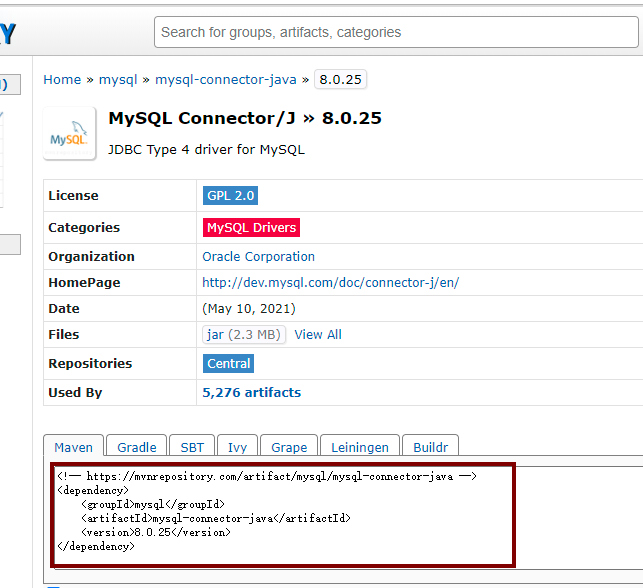 Y
Search for groups, artifacts, categories
)
Home » mysql » mysql-connector-java » 8.0.25
MySQL
MySQL Connector/J » 8.0.25
JDBC Type 4 driver for MySQL
License GPL 2.0
Categories MySQL Drivers
Organization Oracle Corporation
HomePage http://dev.mysql.com/doc/connector-j/en/
Date (May 10, 2021)
Files jar (2.3 MB) View All
Repositories Central
Used By 5,276 artifacts
Maven Gradle SBT Ivy Grape Leiningen Buildr
<!-- https://mvnrepository.com/artifact/mysql/mysql-connector-java -->
<dependency>
    <groupId>mysql</groupId>
    <artifactId>mysql-connector-java</artifactId>
    <version>8.0.25</version>
</dependency>